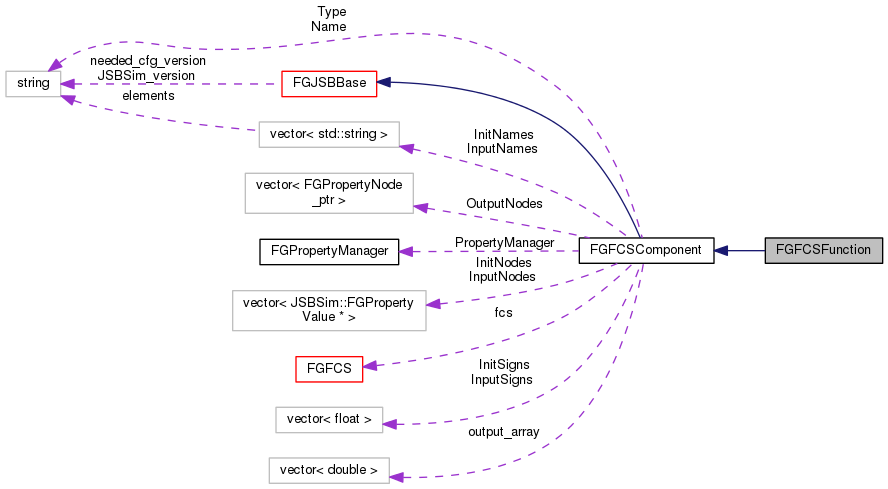 Type
Name
needed_cfg_version
JSBSim_version
string
FGJSBBase
elements
vector< std::string >
InitNames
InputNames
vector< FGPropertyNode
_ptr >
OutputNodes
FGPropertyManager
PropertyManager
FGFCSComponent
FGFCSFunction
InitNodes
InputNodes
vector< JSBSim::FGProperty
Value * >
fcs
FGFCS
InitSigns
InputSigns
vector< float >
output_array
vector< double >